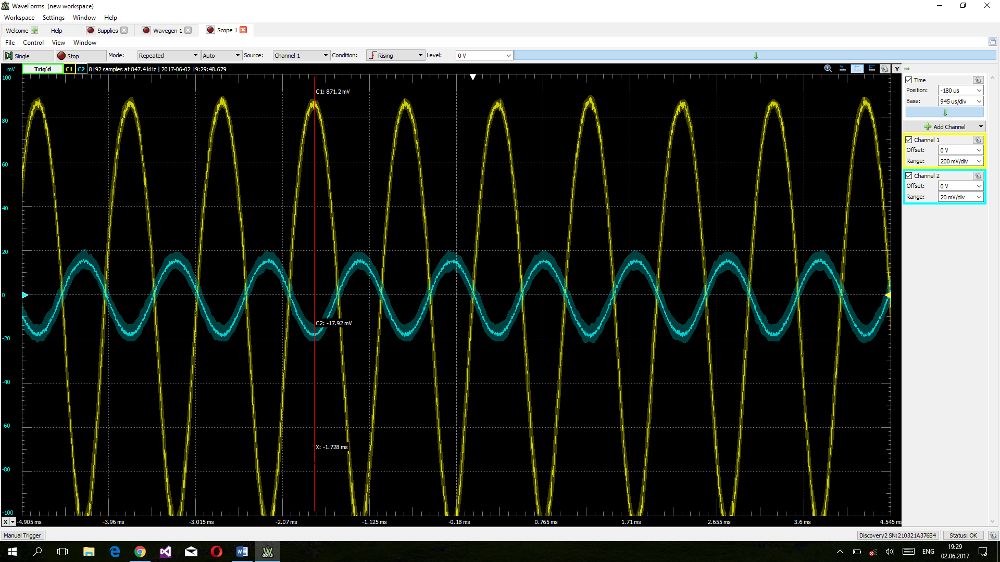 WaveForms (new workspace)
Workspace Settings Window Help
Welcome Help Supplies Wavegen 1 Scope 1
File Control View Window
Single Stop Mode: Repeated Auto Source: Channel 1 Condition: Rising Level: 0 V
mV Trig'd C1 C2 8192 samples at 847.4 kHz | 2017-06-02 19:29:48.679 Y
100
80
60
40
20
0
-20
-40
-60
-80
-100
C1: 871.2 mV
C2: -17.92 mV
X: -1.728 ms
X -4.905 ms -3.96 ms -3.015 ms -2.07 ms -1.125 ms -0.18 ms 0.765 ms 1.71 ms 2.655 ms 3.6 ms 4.545 ms
Time
Position: -180 us
Base: 945 us/div
Add Channel
Channel 1
Offset: 0 V
Range: 200 mV/div
Channel 2
Offset: 0 V
Range: 20 mV/div
Manual Trigger Discovery2 SN:210321A376B4 Status: OK
W 2015
ENG
19:29
02.06.2017